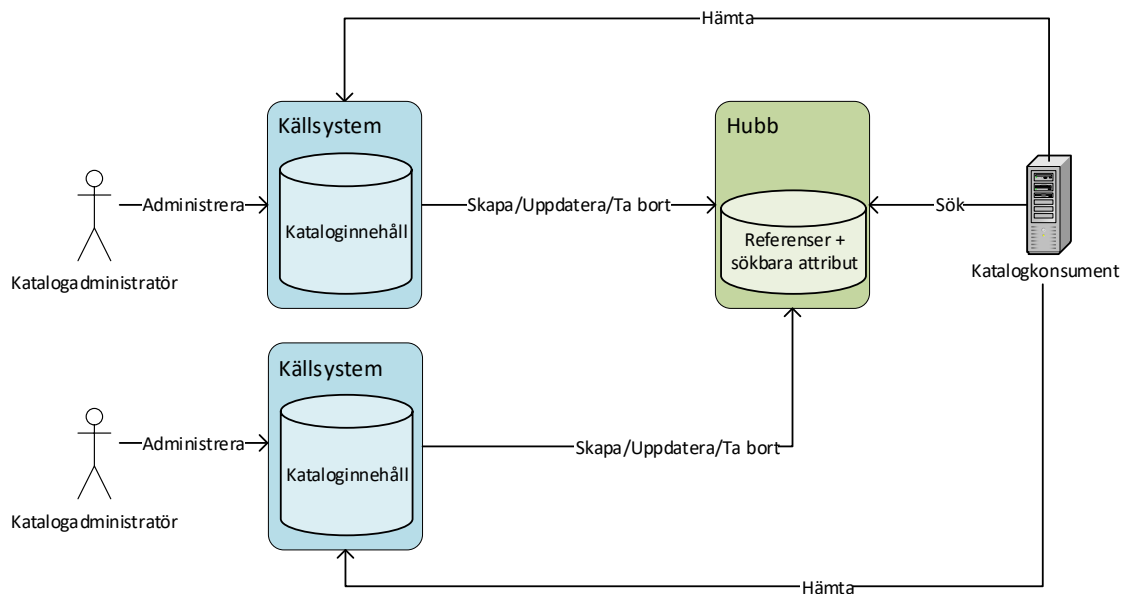 Hämta
Källsystem
Hubb
Administrera
Kataloginnehåll
Skapa/Uppdatera/Ta bort
Referenser +
sökbara attribut
Sök
Katalogadministratör
Katalogkonsument
Källsystem
Administrera
Kataloginnehåll
Skapa/Uppdatera/Ta bort
Katalogadministratör
Hämta